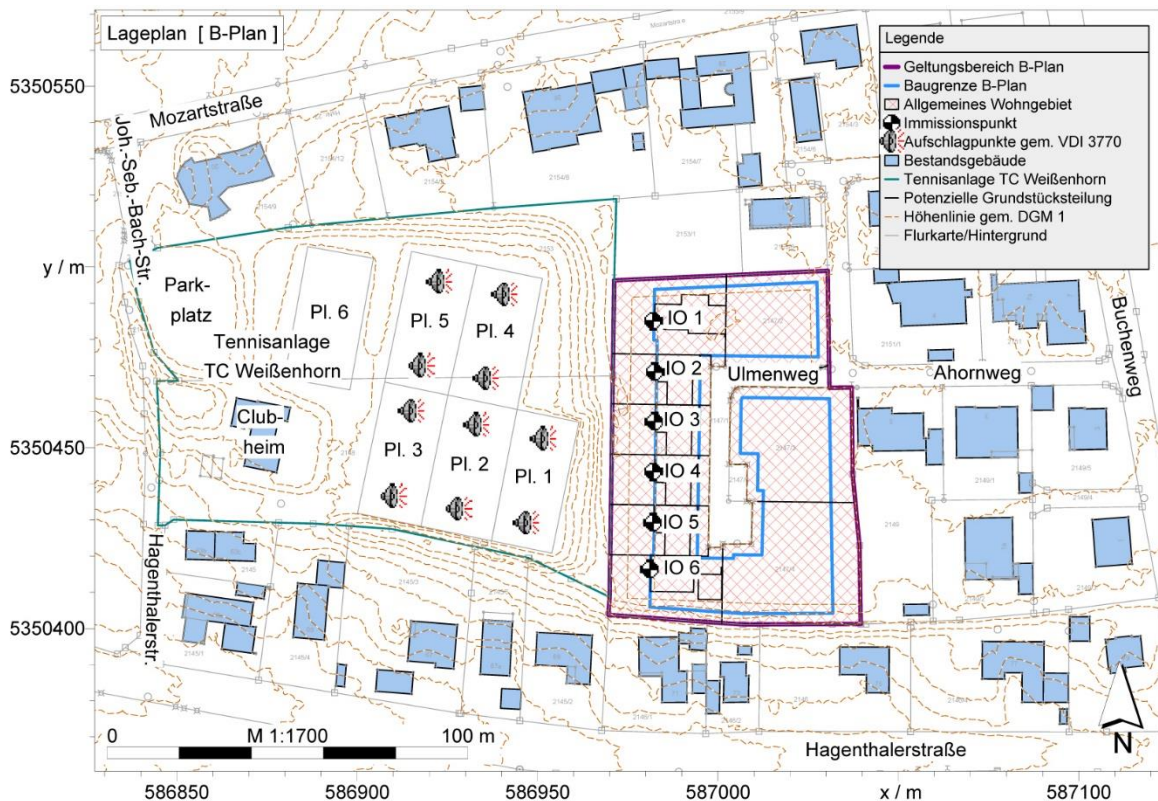 Lageplan [ B-Plan ]
Mozartstraße
Mozartstraße
Joh.-Seb.-Bach-Str.
Legende
Geltungsbereich B-Plan
Baugrenze B-Plan
Allgemeines Wohngebiet
Immissionspunkt
Aufschlagpunkte gem. VDI 3770
Bestandsgebäude
Tennisanlage TC Weißenhorn
Potenzielle Grundstücksteilung
Höhenlinie gem. DGM 1
Flurkarte/Hintergrund
5350550
y / m
5350450
5350400
Park-
platz
Pl. 6
Pl. 5
Pl. 4
Tennisanlage
TC Weißenhorn
Club-
heim
Pl. 3
Pl. 2
Pl. 1
IO 1
IO 2
IO 3
IO 4
IO 5
IO 6
Ulmenweg
Ahornweg
Buchenweg
Hagenthalerstr.
Hagenthalerstraße
0
M 1:1700
100 m
N
586850
586900
586950
587000
x / m
587100